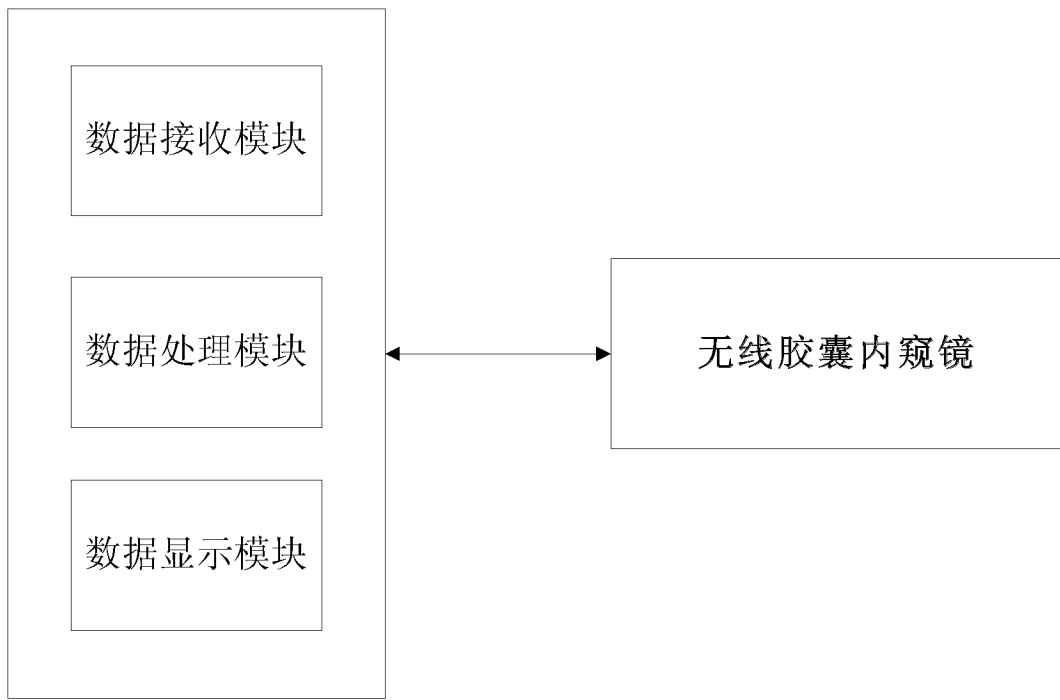 数据接收模块
数据处理模块
无线胶囊内窥镜
数据显示模块